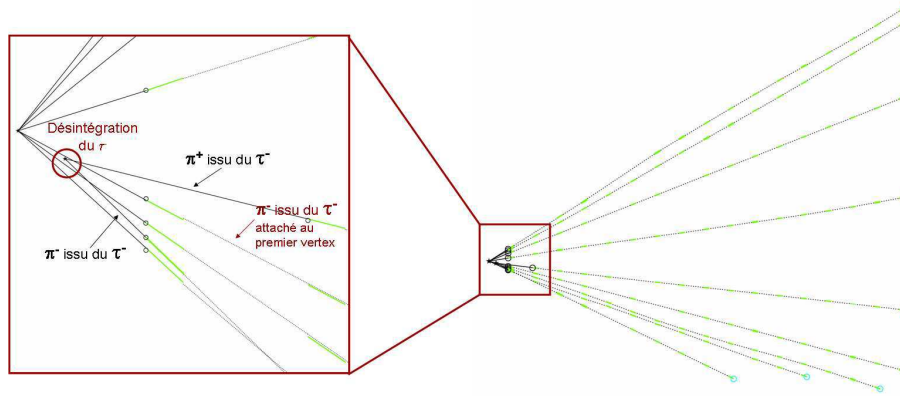 Désintégration
du τ
π⁺ issu du τ⁻
π⁻ issu du τ⁻
attaché au
premier vertex
π⁻ issu du τ⁻